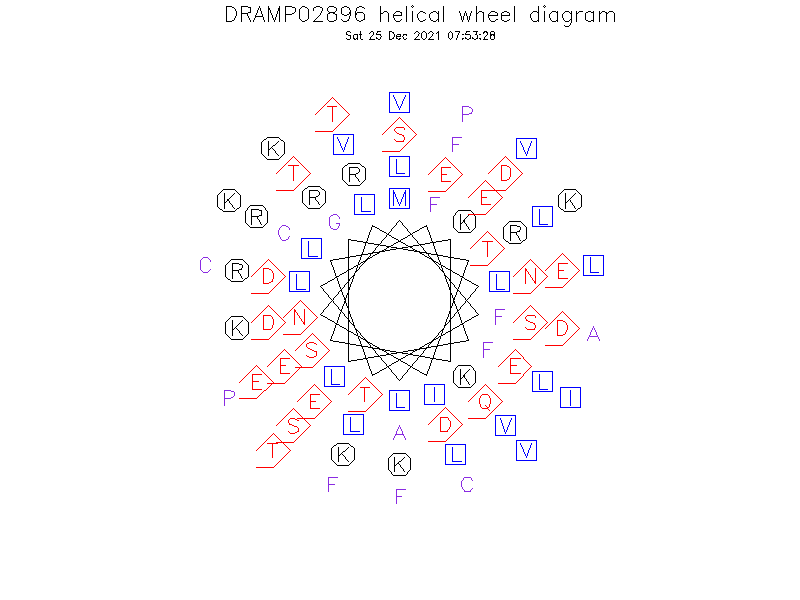 DRAMP02896 helical wheel diagram
Sat 25 Dec 2021 07:53:28
V
T P
S
V F
K V
L
T R E D
K R L M F E K
R G K L
C R
L T
C L
R D N E
L L
N F
D S
K D
A
S F
E E
L K
E L
P T I I
E L Q
S L A D V
T K L V
K
F C
F